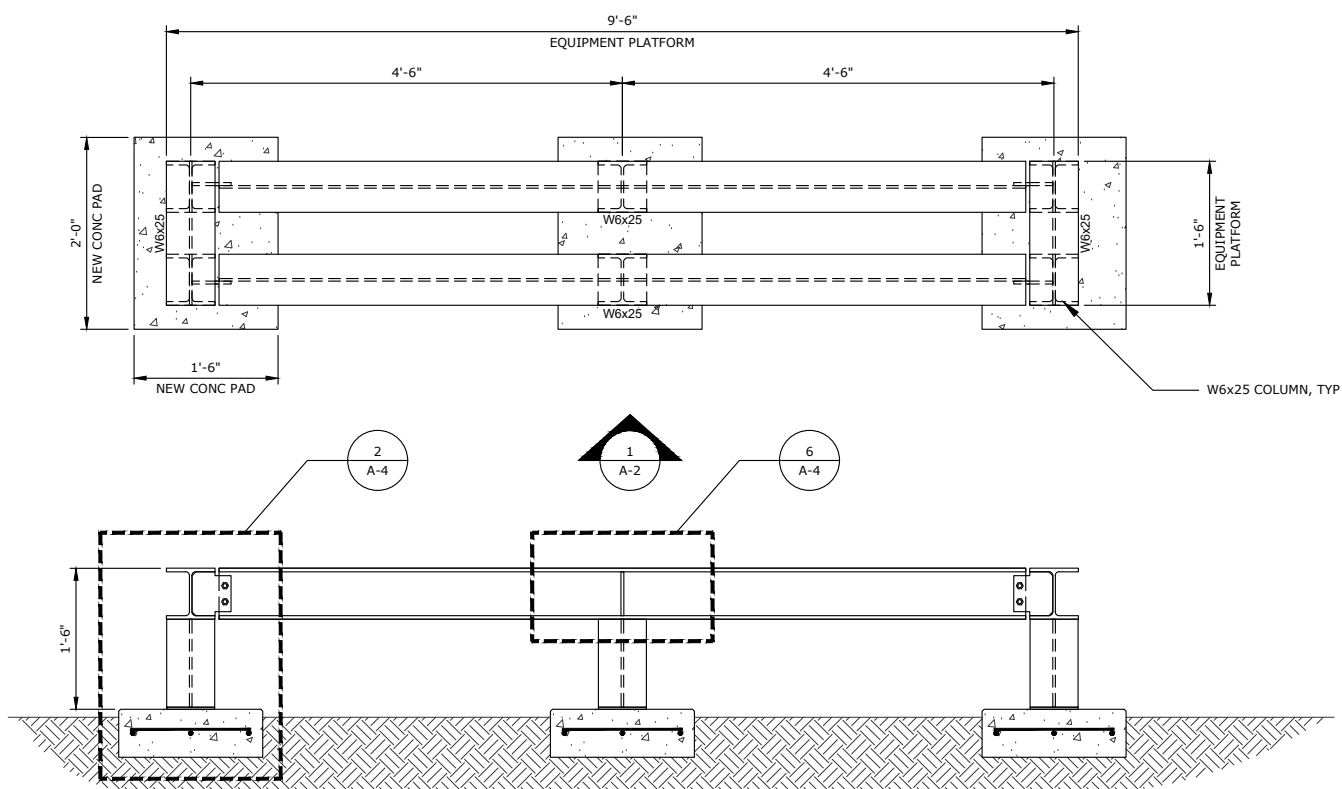 9'-6"
EQUIPMENT PLATFORM
4'-6"
4'-6"
2'-0"
NEW CONC PAD
W6x25
W6x25
W6x25
W6x25
1'-6"
EQUIPMENT
PLATFORM
1'-6"
NEW CONC PAD
W6x25 COLUMN, TYP
2
A-4
1
A-2
6
A-4
1'-6"